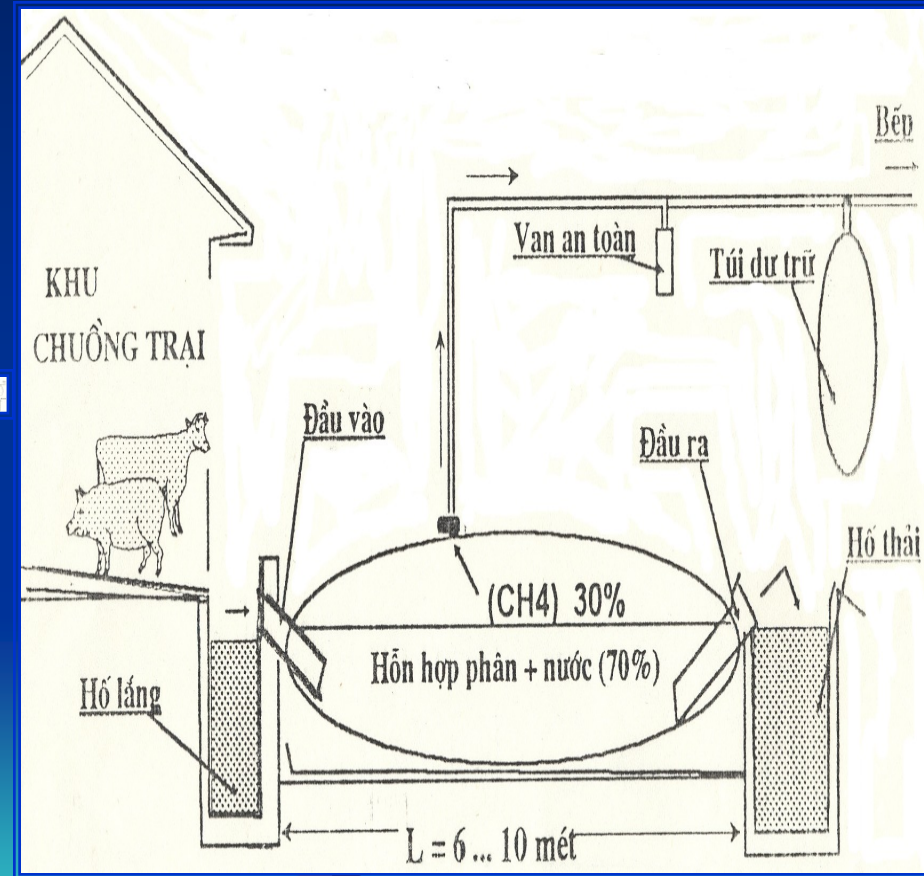 Bếp
Van an toàn
Túi dư trữ
KHU
CHUỒNG TRẠI
Đầu vào
Đầu ra
Hố thải
(CH4) 30%
Hỗn hợp phân + nước (70%)
Hố lắng
L = 6 ... 10 mét